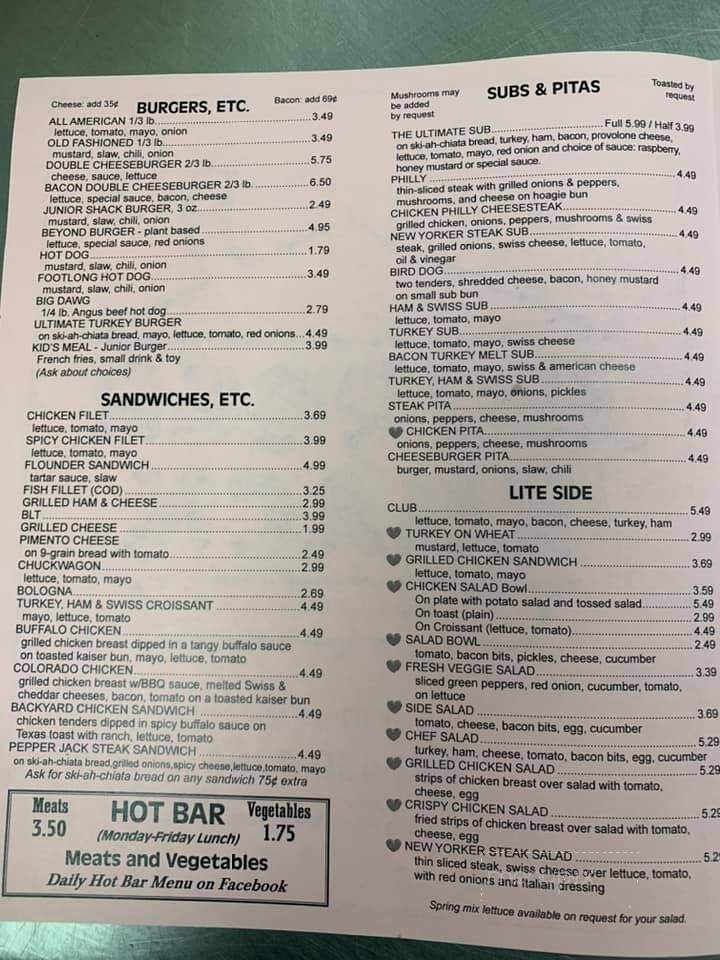 Cheese: add 35¢
BURGERS, ETC.
Bacon: add 69¢
ALL AMERICAN 1/3 lb. 3.49
lettuce, tomato, mayo, onion
OLD FASHIONED 1/3 lb. 3.49
mustard, slaw, chili, onion
DOUBLE CHEESEBURGER 2/3 lb. 5.75
cheese, sauce, lettuce
BACON DOUBLE CHEESEBURGER 2/3 lb. 6.50
lettuce, special sauce, bacon, cheese
JUNIOR SHACK BURGER, 3 oz. 2.49
mustard, slaw, chili, onion
BEYOND BURGER - plant based 4.95
lettuce, special sauce, red onions
HOT DOG 1.79
mustard, slaw, chili, onion
FOOTLONG HOT DOG 3.49
mustard, slaw, chili, onion
BIG DAWG
1/4 lb. Angus beef hot dog 2.79
ULTIMATE TURKEY BURGER
on ski-ah-chiata bread, mayo, lettuce, tomato, red onions...4.49
KID'S MEAL - Junior Burger 3.99
French fries, small drink & toy
(Ask about choices)
SANDWICHES, ETC.
CHICKEN FILET 3.69
lettuce, tomato, mayo
SPICY CHICKEN FILET 3.99
lettuce, tomato, mayo
FLOUNDER SANDWICH 4.99
tartar sauce, slaw
FISH FILLET (COD) 3.25
GRILLED HAM & CHEESE 2.99
BLT 3.99
GRILLED CHEESE 1.99
PIMENTO CHEESE
on 9-grain bread with tomato 2.49
CHUCKWAGON 2.99
lettuce, tomato, mayo
BOLOGNA 2.69
TURKEY, HAM & SWISS CROISSANT 4.49
mayo, lettuce, tomato
BUFFALO CHICKEN 4.49
grilled chicken breast dipped in a tangy buffalo sauce
on toasted kaiser bun, mayo, lettuce, tomato
COLORADO CHICKEN 4.49
grilled chicken breast w/BBQ sauce, melted Swiss &
cheddar cheeses, bacon, tomato on a toasted kaiser bun
BACKYARD CHICKEN SANDWICH 4.49
chicken tenders dipped in spicy buffalo sauce on
Texas toast with ranch, lettuce, tomato
PEPPER JACK STEAK SANDWICH 4.49
on ski-ah-chiata bread,grilled onions,spicy cheese,lettuce,tomato, mayo
Ask for ski-ah-chiata bread on any sandwich 75¢ extra
Meats
3.50
HOT BAR
(Monday-Friday Lunch)
Vegetables
1.75
Meats and Vegetables
Daily Hot Bar Menu on Facebook
Mushrooms may
be added
by request
SUBS & PITAS
Toasted by
request
THE ULTIMATE SUB Full 5.99 / Half 3.99
on ski-ah-chiata bread, turkey, ham, bacon, provolone cheese,
lettuce, tomato, mayo, red onion and choice of sauce: raspberry,
honey mustard or special sauce.
PHILLY 4.49
thin-sliced steak with grilled onions & peppers,
mushrooms, and cheese on hoagie bun
CHICKEN PHILLY CHEESESTEAK 4.49
grilled chicken, onions, peppers, mushrooms & swiss
NEW YORKER STEAK SUB 4.49
steak, grilled onions, swiss cheese, lettuce, tomato,
oil & vinegar
BIRD DOG 4.49
two tenders, shredded cheese, bacon, honey mustard
on small sub bun
HAM & SWISS SUB 4.49
lettuce, tomato, mayo
TURKEY SUB 4.49
lettuce, tomato, mayo, swiss cheese
BACON TURKEY MELT SUB 4.49
lettuce, tomato, mayo, swiss & american cheese
TURKEY, HAM & SWISS SUB 4.49
lettuce, tomato, mayo, onions, pickles
STEAK PITA 4.49
onions, peppers, cheese, mushrooms
CHICKEN PITA 4.49
onions, peppers, cheese, mushrooms
CHEESEBURGER PITA 4.49
burger, mustard, onions, slaw, chili
LITE SIDE
CLUB 5.49
lettuce, tomato, mayo, bacon, cheese, turkey, ham
TURKEY ON WHEAT 2.99
mustard, lettuce, tomato
GRILLED CHICKEN SANDWICH 3.69
lettuce, tomato, mayo
CHICKEN SALAD Bowl 3.59
On plate with potato salad and tossed salad 5.49
On toast (plain) 2.99
On Croissant (lettuce, tomato) 4.49
SALAD BOWL 2.49
tomato, bacon bits, pickles, cheese, cucumber
FRESH VEGGIE SALAD 3.39
sliced green peppers, red onion, cucumber, tomato,
on lettuce
SIDE SALAD 3.69
tomato, cheese, bacon bits, egg, cucumber
CHEF SALAD 5.29
turkey, ham, cheese, tomato, bacon bits, egg, cucumber
GRILLED CHICKEN SALAD 5.29
strips of chicken breast over salad with tomato,
cheese, egg
CRISPY CHICKEN SALAD 5.29
fried strips of chicken breast over salad with tomato,
cheese, egg
NEW YORKER STEAK SALAD 5.2
thin sliced steak, swiss cheese over lettuce, tomato,
with red onions and Italian dressing
Spring mix lettuce available on request for your salad.